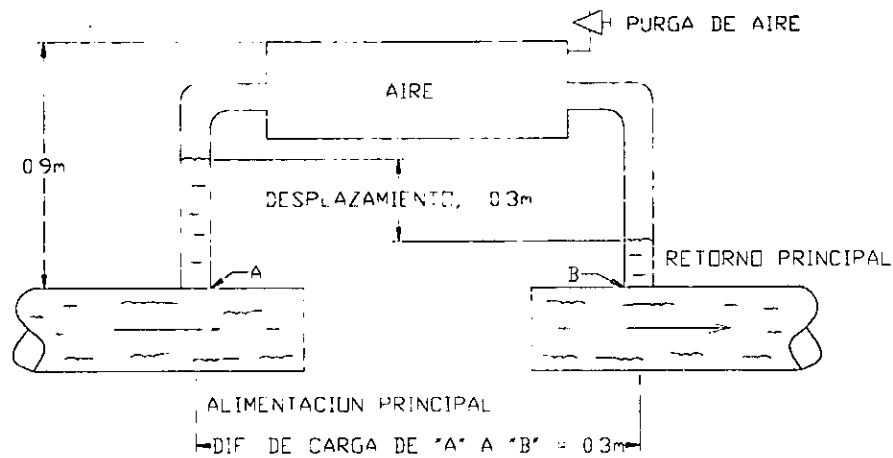 PURGA DE AIRE
AIRE
0.9m
DESPLAZAMIENTO, 0.3m
A
B
RETORNO PRINCIPAL
ALIMENTACION PRINCIPAL
DIF. DE CARGA DE "A" A "B" = 0.3m